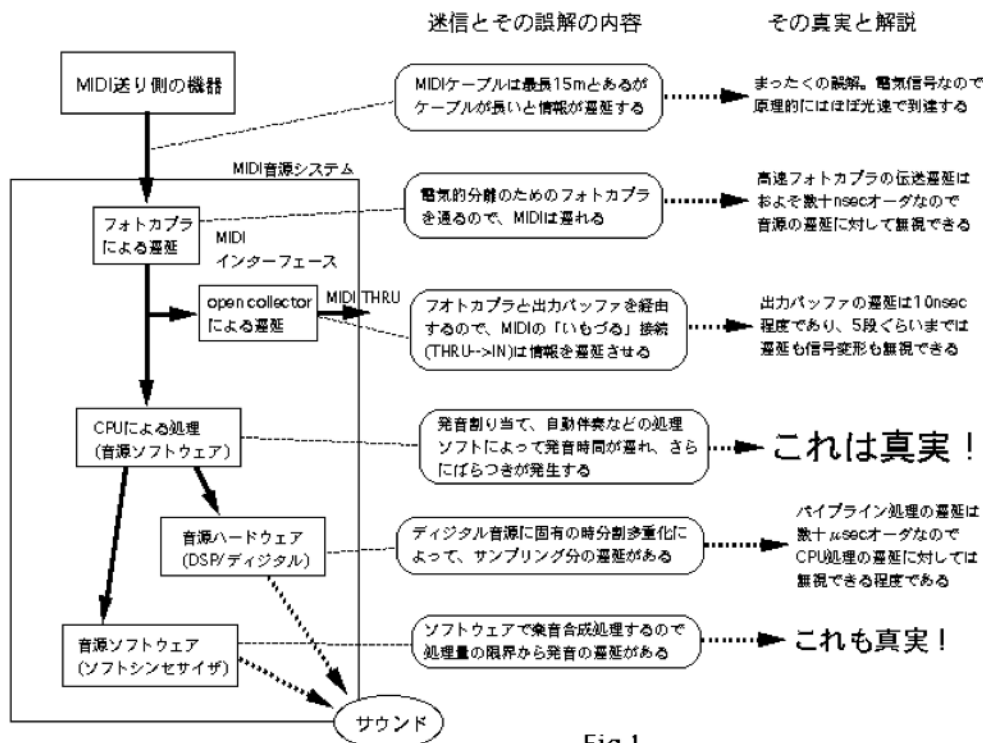 迷信とその誤解の内容
その真実と解説
MIDI送り側の機器
MIDIケーブルは最長15mとあるが
ケーブルが長いと情報が遅延する
まったくの誤解。電気信号なので
原理的にはほぼ光速で到達する
MIDI音源システム
フォトカプラ
による遅延
電気的分離のためのフォトカプラ
を通るので、MIDIは遅れる
高速フォトカプラの伝送遅延は
およそ数十nsecオーダなので
音源の遅延に対して無視できる
MIDI
インターフェース
open collector
による遅延
MIDI THRU
フォトカプラと出力バッファを経由
するので、MIDIの「いもづる」接続
(THRU-->IN)は情報を遅延させる
出力バッファの遅延は10nsec
程度であり、5段ぐらいまでは
遅延も信号変形も無視できる
CPUによる処理
(音源ソフトウェア)
発音割り当て、自動伴奏などの処理
ソフトによって発音時間が遅れ、さら
にばらつきが発生する
これは真実！
音源ハードウェア
(DSP/ディジタル)
ディジタル音源に固有の時分割多重化
によって、サンプリング分の遅延がある
パイプライン処理の遅延は
数十μsecオーダなので
CPU処理の遅延に対しては
無視できる程度である
音源ソフトウェア
(ソフトシンセサイザ)
ソフトウェアで楽音合成処理するので
処理量の限界から発音の遅延がある
これも真実！
サウンド
Fig.1